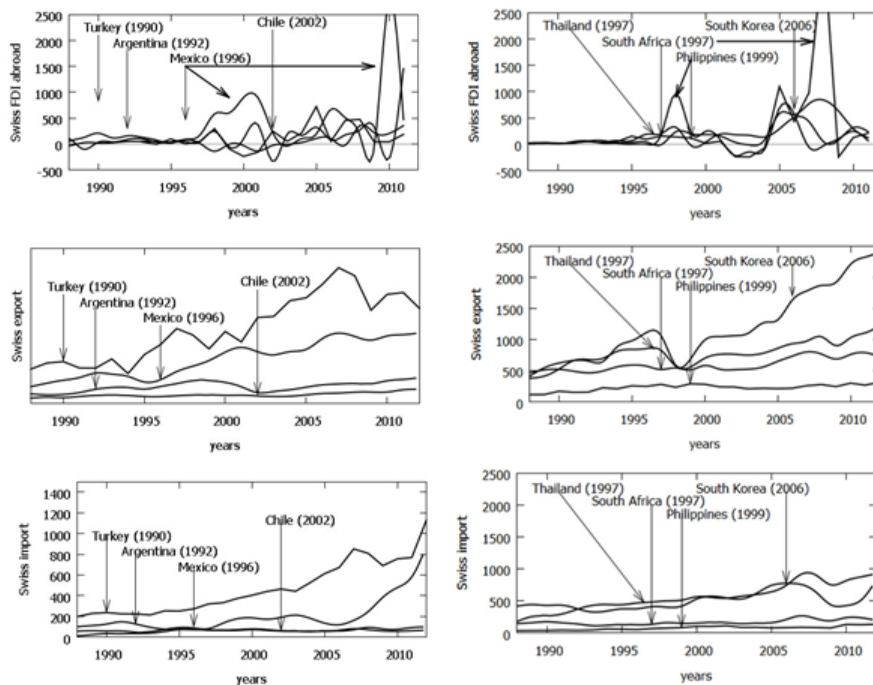 2500
2000
1500
1000
500
0
-500
Swiss FDI abroad
Turkey (1990)
Argentina (1992)
Mexico (1996)
Chile (2002)
1990
1995
2000
2005
2010
years
2500
2000
1500
1000
500
0
-500
Swiss FDI abroad
Thailand (1997)
South Africa (1997)
South Korea (2006)
Philippines (1999)
1990
1995
2000
2005
2010
years
Swiss export
Turkey (1990)
Argentina (1992)
Mexico (1996)
Chile (2002)
1990
1995
2000
2005
2010
years
2500
2000
1500
1000
500
0
Swiss export
Thailand (1997)
South Africa (1997)
South Korea (2006)
Philippines (1999)
1990
1995
2000
2005
2010
years
1400
1200
1000
800
600
400
200
0
Swiss import
Turkey (1990)
Argentina (1992)
Mexico (1996)
Chile (2002)
1990
1995
2000
2005
2010
years
2500
2000
1500
1000
500
0
Swiss import
Thailand (1997)
South Africa (1997)
South Korea (2006)
Philippines (1999)
1990
1995
2000
2005
2010
years